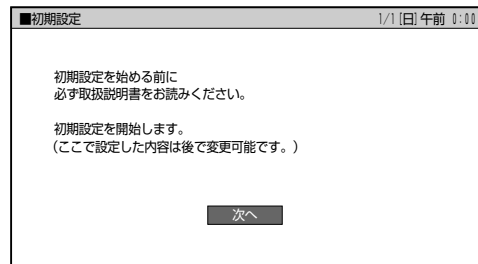 ■初期設定 1/1[日]午前 0:00
初期設定を始める前に
必ず取扱説明書をお読みください。
初期設定を開始します。
(ここで設定した内容は後で変更可能です。)
次へ